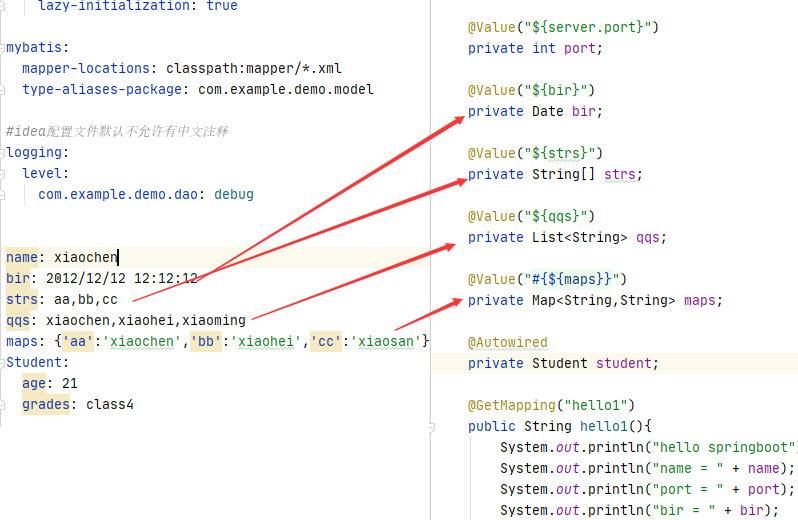 lazy-initialization: true
mybatis:
mapper-locations: classpath:mapper/*.xml
type-aliases-package: com.example.demo.model
#idea配置文件默认不允许有中文注释
logging:
level:
com.example.demo.dao: debug
name: xiaochen
bir: 2012/12/12 12:12:12
strs: aa,bb,cc
qqs: xiaochen,xiaohei,xiaoming
maps: {'aa':'xiaochen','bb':'xiaohei','cc':'xiaosan'}
Student:
age: 21
grades: class4
@Value("${server.port}")
private int port;
@Value("${bir}")
private Date bir;
@Value("${strs}")
private String[] strs;
@Value("${qqs}")
private List<String> qqs;
@Value("#{${maps}}")
private Map<String,String> maps;
@Autowired
private Student student;
@GetMapping("hello1")
public String hello1(){
System.out.println("hello springboot")
System.out.println("name = " + name);
System.out.println("port = " + port);
System.out.println("bir = " + bir);